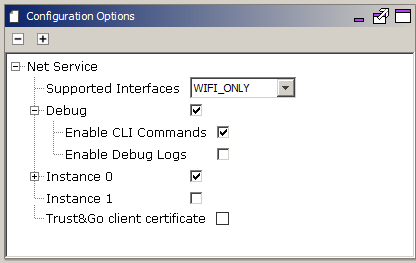 Configuration Options
Net Service
Supported Interfaces WIFI_ONLY
Debug
Enable CLI Commands
Enable Debug Logs
Instance 0
Instance 1
Trust&Go client certificate